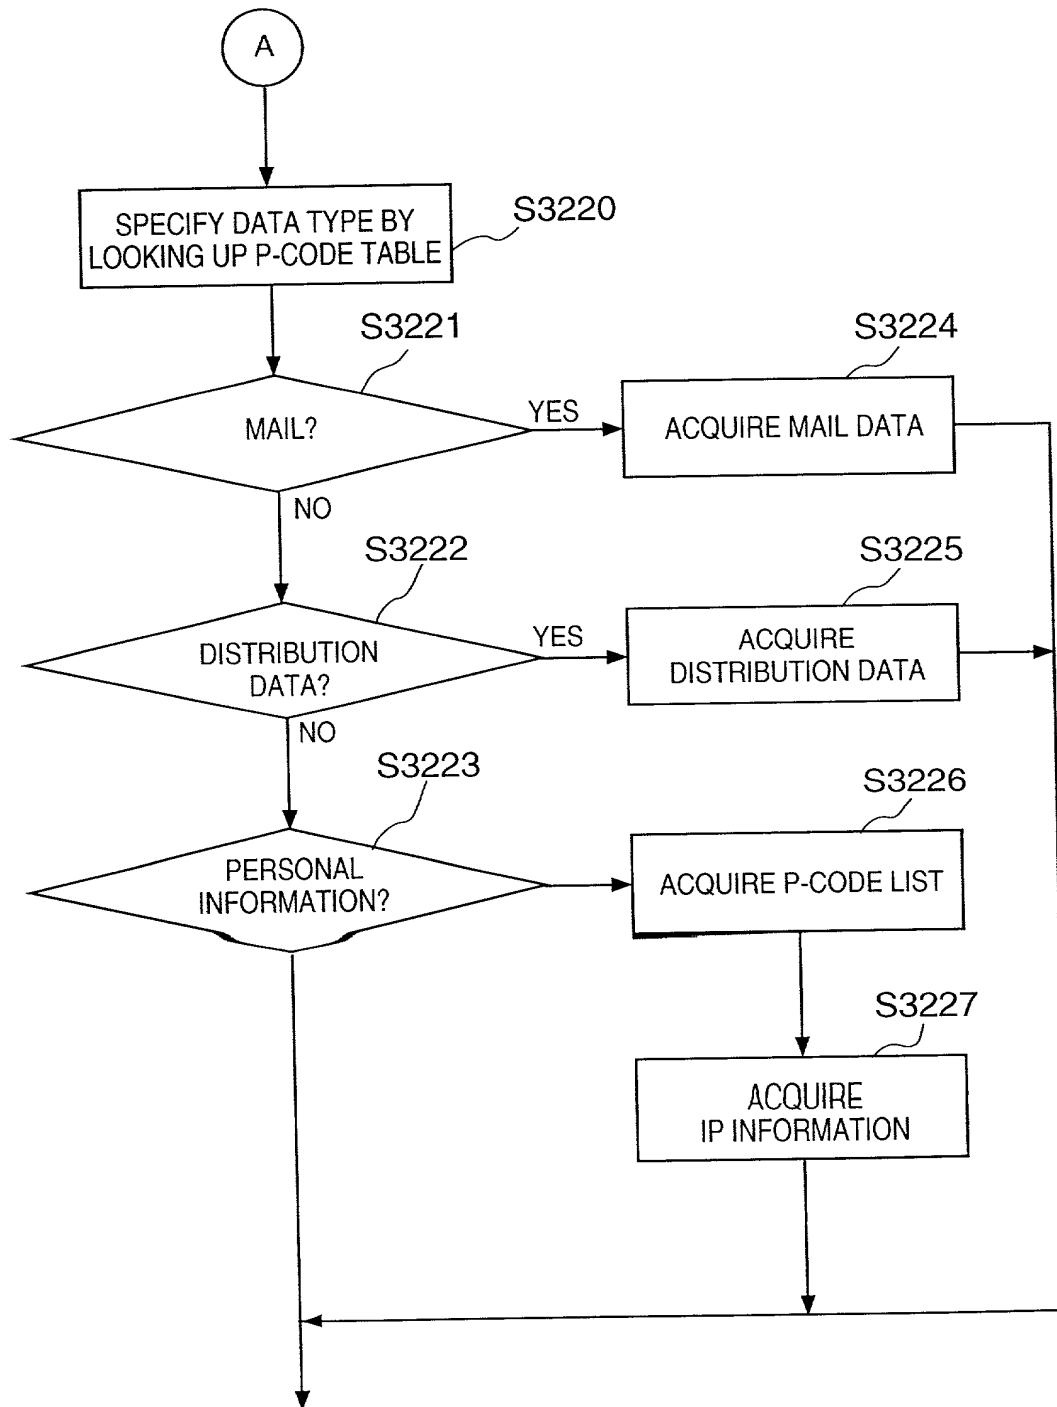 A
SPECIFY DATA TYPE BY
LOOKING UP P-CODE TABLE
S3220
S3221
MAIL?
YES
NO
S3224
ACQUIRE MAIL DATA
S3222
DISTRIBUTION
DATA?
YES
NO
S3225
ACQUIRE
DISTRIBUTION DATA
S3223
PERSONAL
INFORMATION?
S3226
ACQUIRE P-CODE LIST
S3227
ACQUIRE
IP INFORMATION